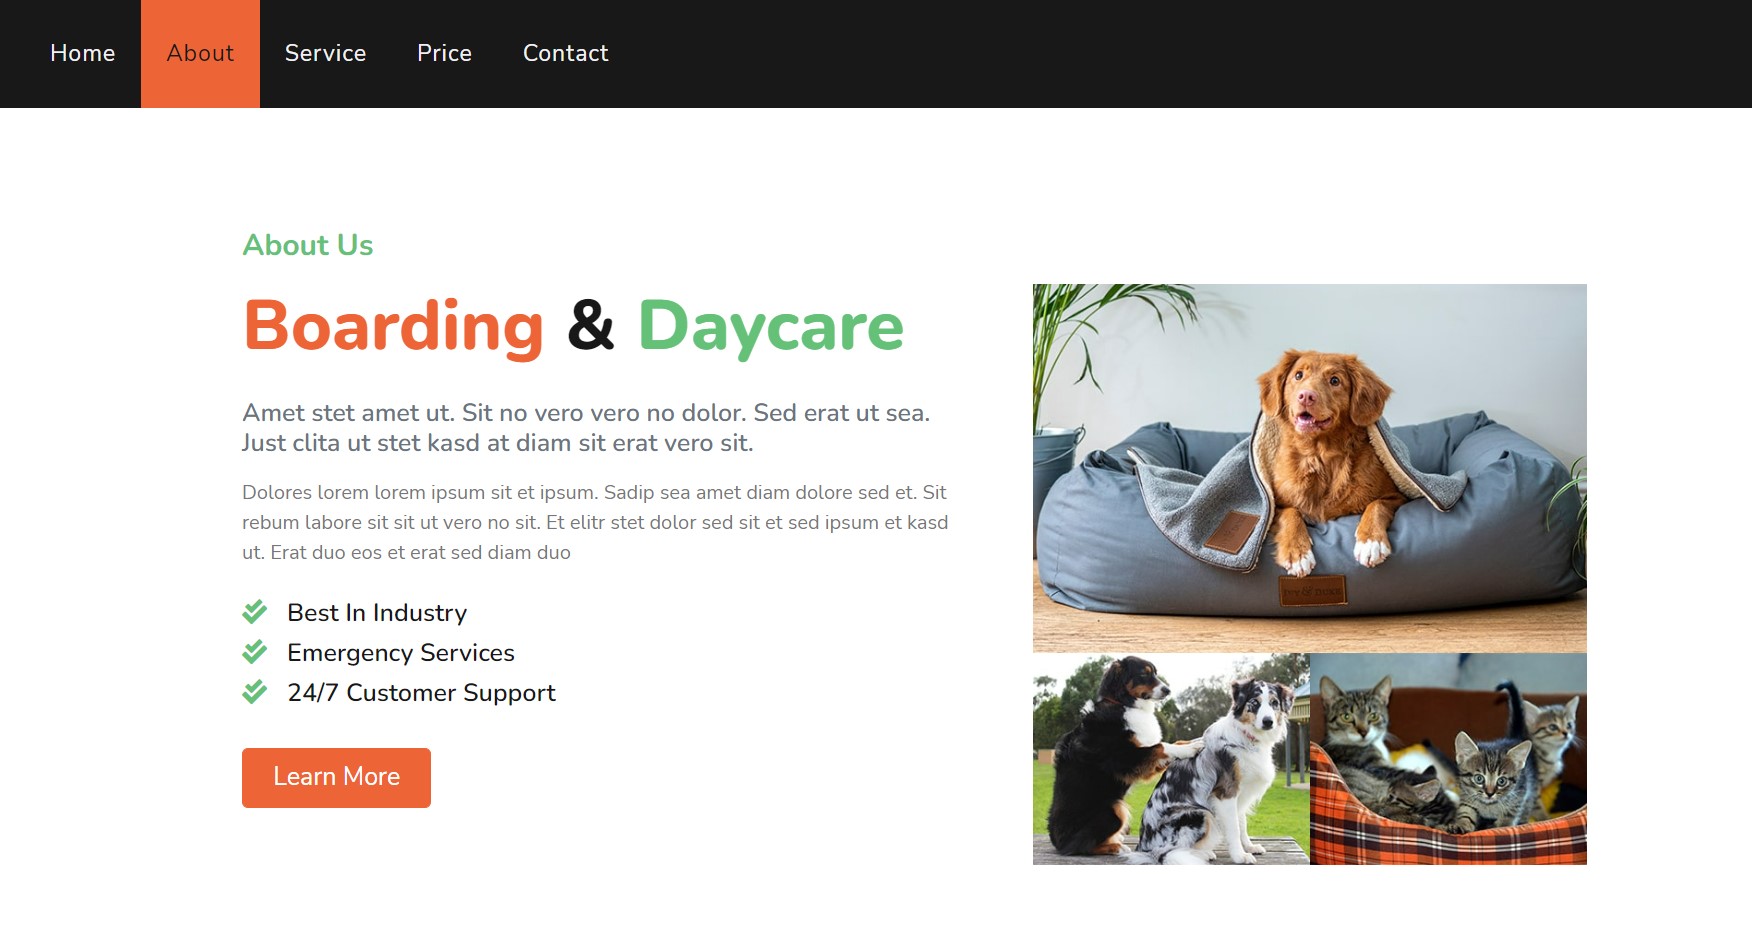 Home About Service Price Contact
About Us
Boarding & Daycare
Amet stet amet ut. Sit no vero vero no dolor. Sed erat ut sea.
Just clita ut stet kasd at diam sit erat vero sit.
Dolores lorem lorem ipsum sit et ipsum. Sadip sea amet diam dolore sed et. Sit
rebum labore sit sit ut vero no sit. Et elitr stet dolor sed sit et sed ipsum et kasd
ut. Erat duo eos et erat sed diam duo
Best In Industry
Emergency Services
24/7 Customer Support
Learn More